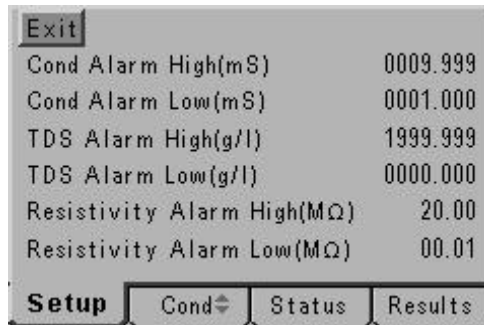 Exit
Cond Alarm High(mS) 0009.999
Cond Alarm Low(mS) 0001.000
TDS Alarm High(g/l) 1999.999
TDS Alarm Low(g/l) 0000.000
Resistivity Alarm High(MΩ) 20.00
Resistivity Alarm Low(MΩ) 00.01
Setup Cond Status Results